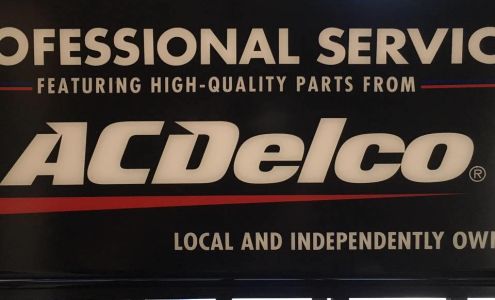 OFESSIONAL SERVIC
FEATURING HIGH-QUALITY PARTS FROM
ACDelco®
LOCAL AND INDEPENDENTLY OW